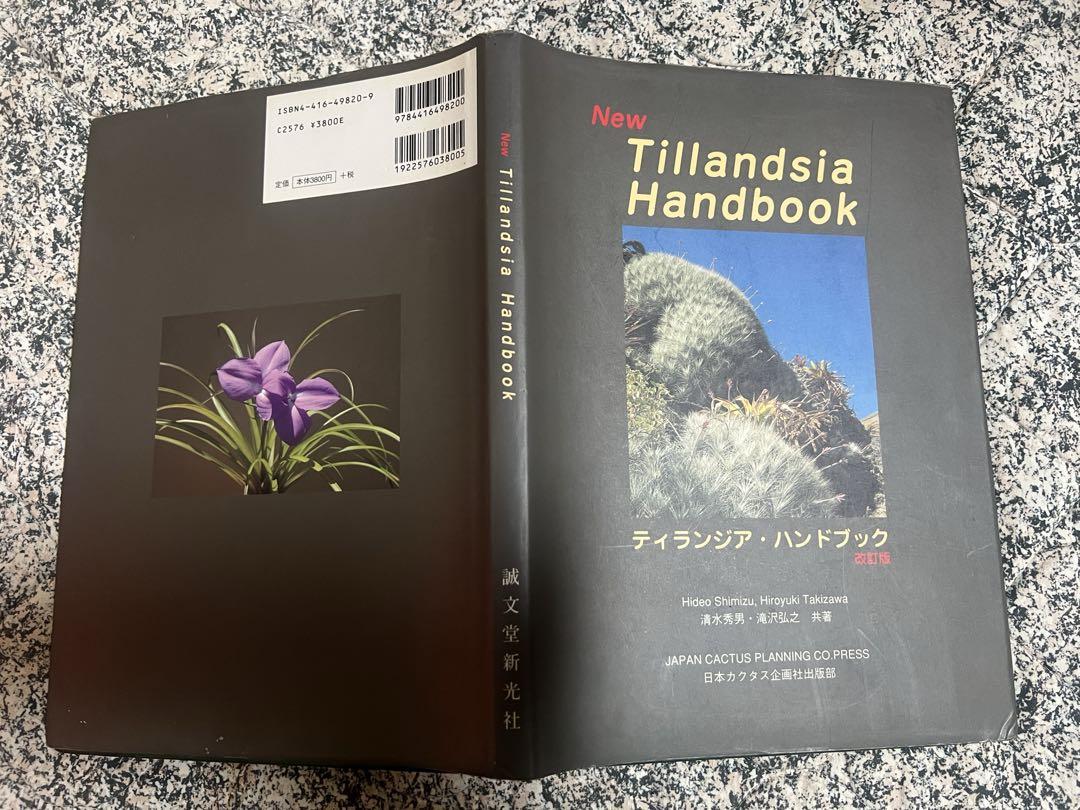 ISBN4-416-49820-9
C2576 ¥3800E
定価 本体3800円 +税
9784416498200
1922576038005
New Tillandsia Handbook
誠文堂新光社
New
Tillandsia
Handbook
ティランジア・ハンドブック
改訂版
Hideo Shimizu, Hiroyuki Takizawa
清水秀男・滝沢弘之 共著
JAPAN CACTUS PLANNING CO.PRESS
日本カクタス企画社出版部